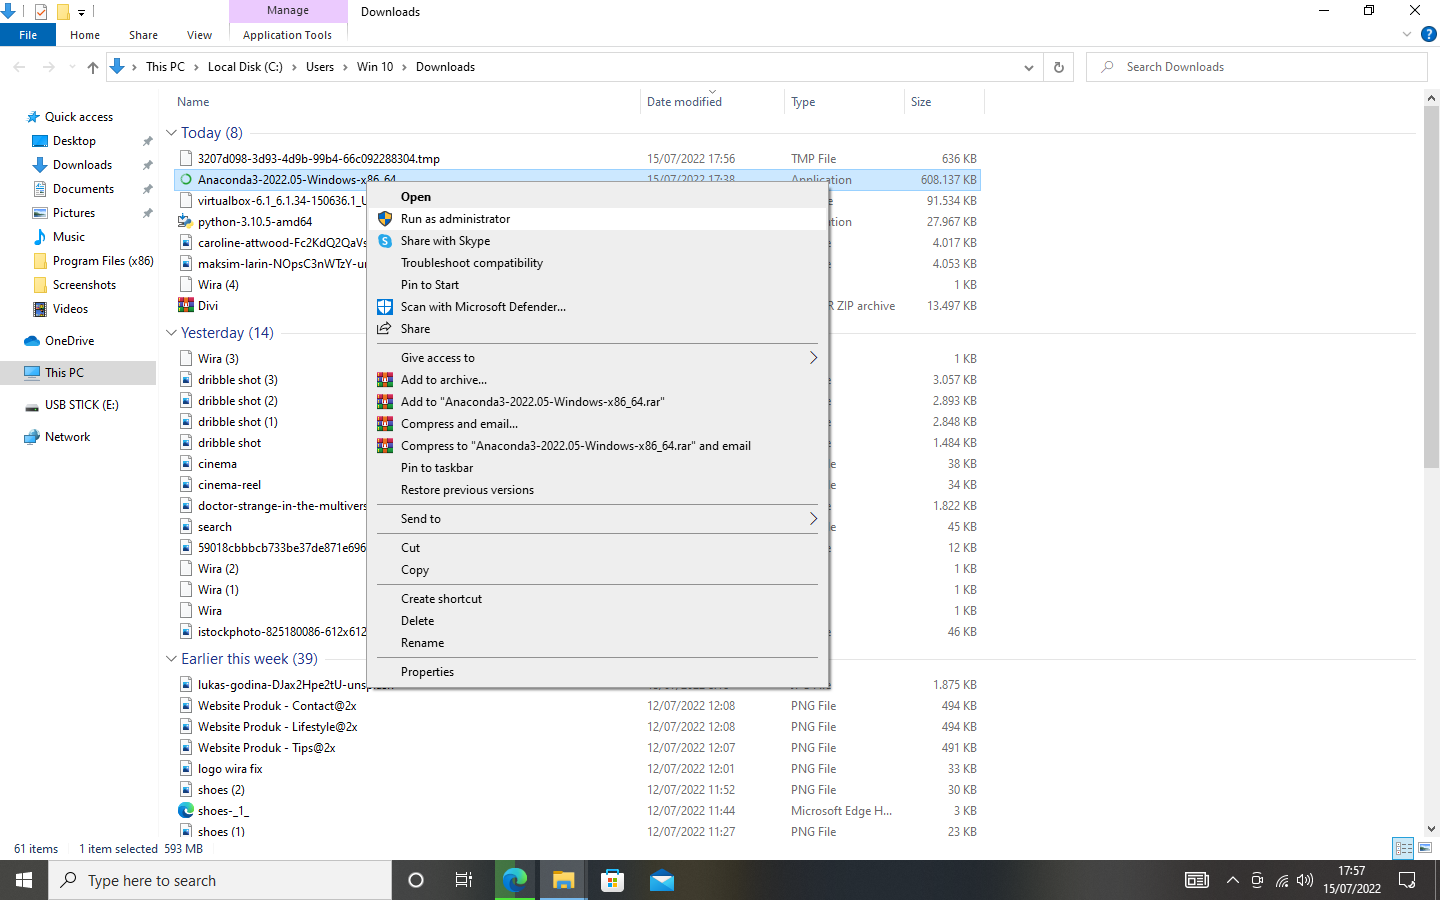 Manage
Downloads
File
Home
Share
View
Application Tools
This PC
Local Disk (C:)
Users
Win 10
Downloads
Search Downloads
Name
Date modified
Type
Size
Quick access
Desktop
Downloads
Documents
Pictures
Music
Program Files (x86)
Screenshots
Videos
OneDrive
This PC
USB STICK (E:)
Network
Today (8)
3207d098-3d93-4d9b-99b4-66c092288304.tmp 15/07/2022 17:56 TMP File 636 KB
Anaconda3-2022.05-Windows-x86_64 15/07/2022 17:38 Application 608.137 KB
virtualbox-6.1_6.1.34-150636.1_U 91.534 KB
python-3.10.5-amd64 27.967 KB
caroline-attwood-Fc2KdQ2QaVs 4.017 KB
maksim-larin-NOpsC3nWTzY-un 4.053 KB
Wira (4) 1 KB
Divi R ZIP archive 13.497 KB
Yesterday (14)
Wira (3) 1 KB
dribble shot (3) 3.057 KB
dribble shot (2) 2.893 KB
dribble shot (1) 2.848 KB
dribble shot 1.484 KB
cinema 38 KB
cinema-reel 34 KB
doctor-strange-in-the-multivers 1.822 KB
search 45 KB
59018cbbbcb733be37de871e696 12 KB
Wira (2) 1 KB
Wira (1) 1 KB
Wira 1 KB
istockphoto-825180086-612x612 46 KB
Earlier this week (39)
lukas-godina-DJax2Hpe2tU-unsplash 1.875 KB
Website Produk - Contact@2x 12/07/2022 12:08 PNG File 494 KB
Website Produk - Lifestyle@2x 12/07/2022 12:08 PNG File 494 KB
Website Produk - Tips@2x 12/07/2022 12:07 PNG File 491 KB
logo wira fix 12/07/2022 12:01 PNG File 33 KB
shoes (2) 12/07/2022 11:52 PNG File 30 KB
shoes-_1_ 12/07/2022 11:44 Microsoft Edge H... 3 KB
shoes (1) 12/07/2022 11:27 PNG File 23 KB
Open
Run as administrator
Share with Skype
Troubleshoot compatibility
Pin to Start
Scan with Microsoft Defender...
Share
Give access to
Add to archive...
Add to "Anaconda3-2022.05-Windows-x86_64.rar"
Compress and email...
Compress to "Anaconda3-2022.05-Windows-x86_64.rar" and email
Pin to taskbar
Restore previous versions
Send to
Cut
Copy
Create shortcut
Delete
Rename
Properties
61 items 1 item selected 593 MB
Type here to search
17:57
15/07/2022